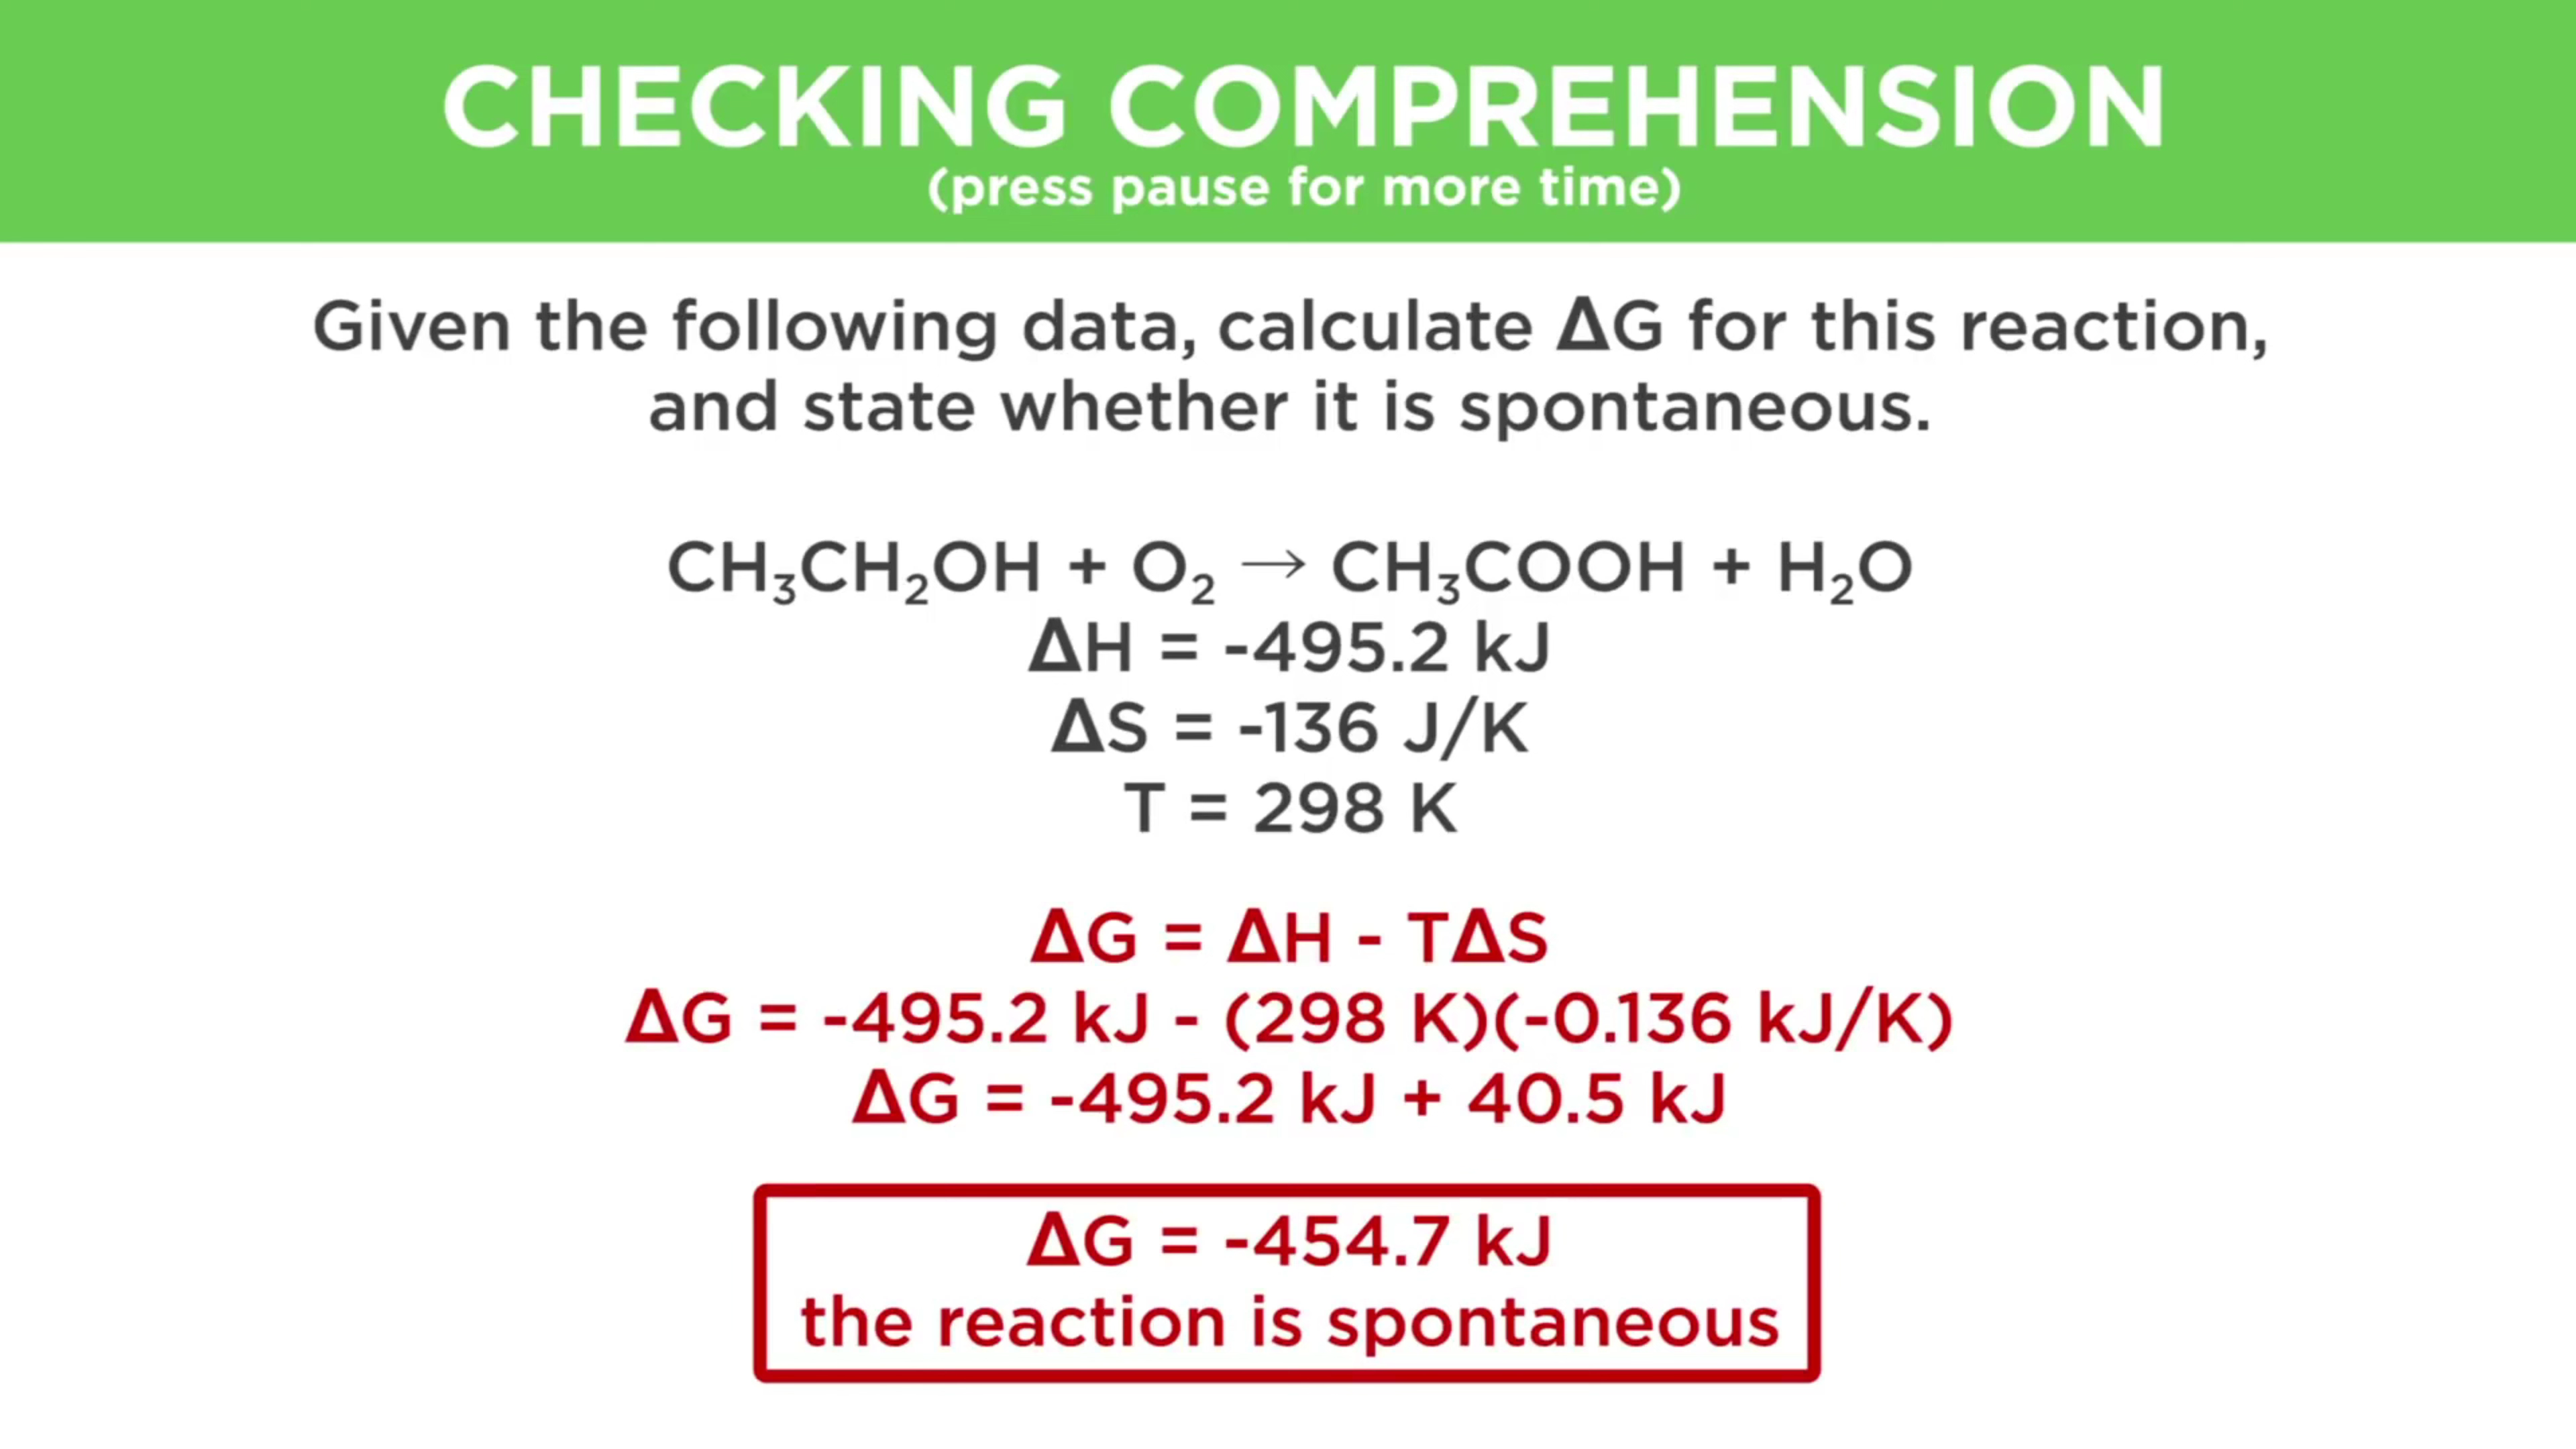 CHECKING COMPREHENSION
(press pause for more time)
Given the following data, calculate ΔG for this reaction,
and state whether it is spontaneous.
CH₃CH₂OH + O₂ → CH₃COOH + H₂O
ΔH = -495.2 kJ
ΔS = -136 J/K
T = 298 K
ΔG = ΔH - TΔS
ΔG = -495.2 kJ - (298 K)(-0.136 kJ/K)
ΔG = -495.2 kJ + 40.5 kJ
ΔG = -454.7 kJ
the reaction is spontaneous